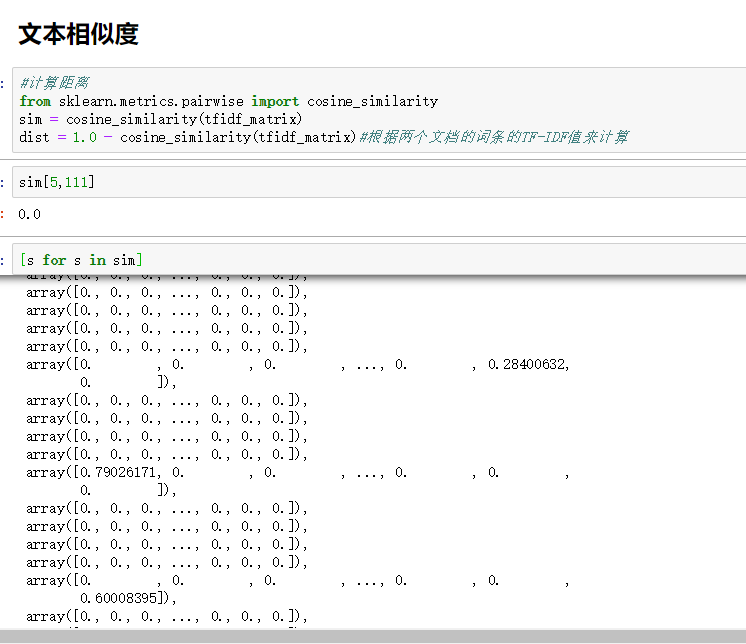 文本相似度
: #计算距离
from sklearn.metrics.pairwise import cosine_similarity
sim = cosine_similarity(tfidf_matrix)
dist = 1.0 - cosine_similarity(tfidf_matrix)#根据两个文档的词条的TF-IDF值来计算
: sim[5,111]
: 0.0
: [s for s in sim]
array([0., 0., 0., ..., 0., 0., 0.]),
array([0., 0., 0., ..., 0., 0., 0.]),
array([0., 0., 0., ..., 0., 0., 0.]),
array([0., 0., 0., ..., 0., 0., 0.]),
array([0., 0., 0., ..., 0., 0., 0.]),
array([0.        , 0.        , 0.        , ..., 0.        , 0.28400632,
0.        ]),
array([0., 0., 0., ..., 0., 0., 0.]),
array([0., 0., 0., ..., 0., 0., 0.]),
array([0., 0., 0., ..., 0., 0., 0.]),
array([0., 0., 0., ..., 0., 0., 0.]),
array([0.79026171, 0.        , 0.        , ..., 0.        , 0.        ,
0.        ]),
array([0., 0., 0., ..., 0., 0., 0.]),
array([0., 0., 0., ..., 0., 0., 0.]),
array([0., 0., 0., ..., 0., 0., 0.]),
array([0., 0., 0., ..., 0., 0., 0.]),
array([0.        , 0.        , 0.        , ..., 0.        , 0.        ,
0.60008395]),
array([0., 0., 0., ..., 0., 0., 0.]),